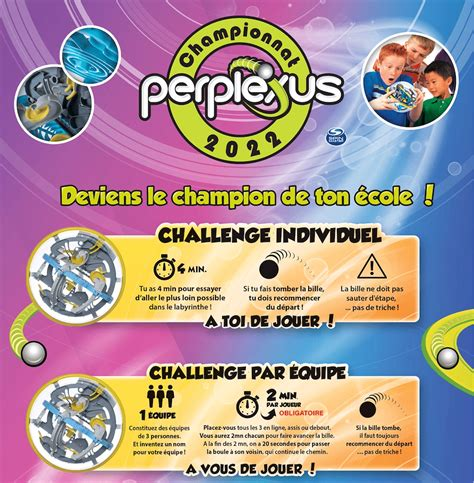 Championnat
perplexus
2022
SPIN MASTER
Deviens le champion de ton école !
CHALLENGE INDIVIDUEL
4 MIN.
Tu as 4 min pour essayer
d'aller le plus loin possible
dans le labyrinthe !
Si tu fais tomber la bille,
tu dois recommencer
du départ !
La bille ne doit pas
sauter d'étape,
... pas de triche !
A TOI DE JOUER !
CHALLENGE PAR ÉQUIPE
1 ÉQUIPE
Constituez des équipes
de 3 personnes.
Et inventez un nom
pour votre équipe !
2 MIN.
PAR JOUEUR
OBLIGATOIRE
Placez-vous tous les 3 en ligne, assis ou debout.
Vous aurez 2mn chacun pour faire avancer la bille.
A la fin des 2 mn, on a 20 secondes pour passer
la boule à son voisin, qui continue le chemin.
Si la bille tombe,
il faut toujours
recommencer du départ
... pas de triche !
A VOUS DE JOUER !